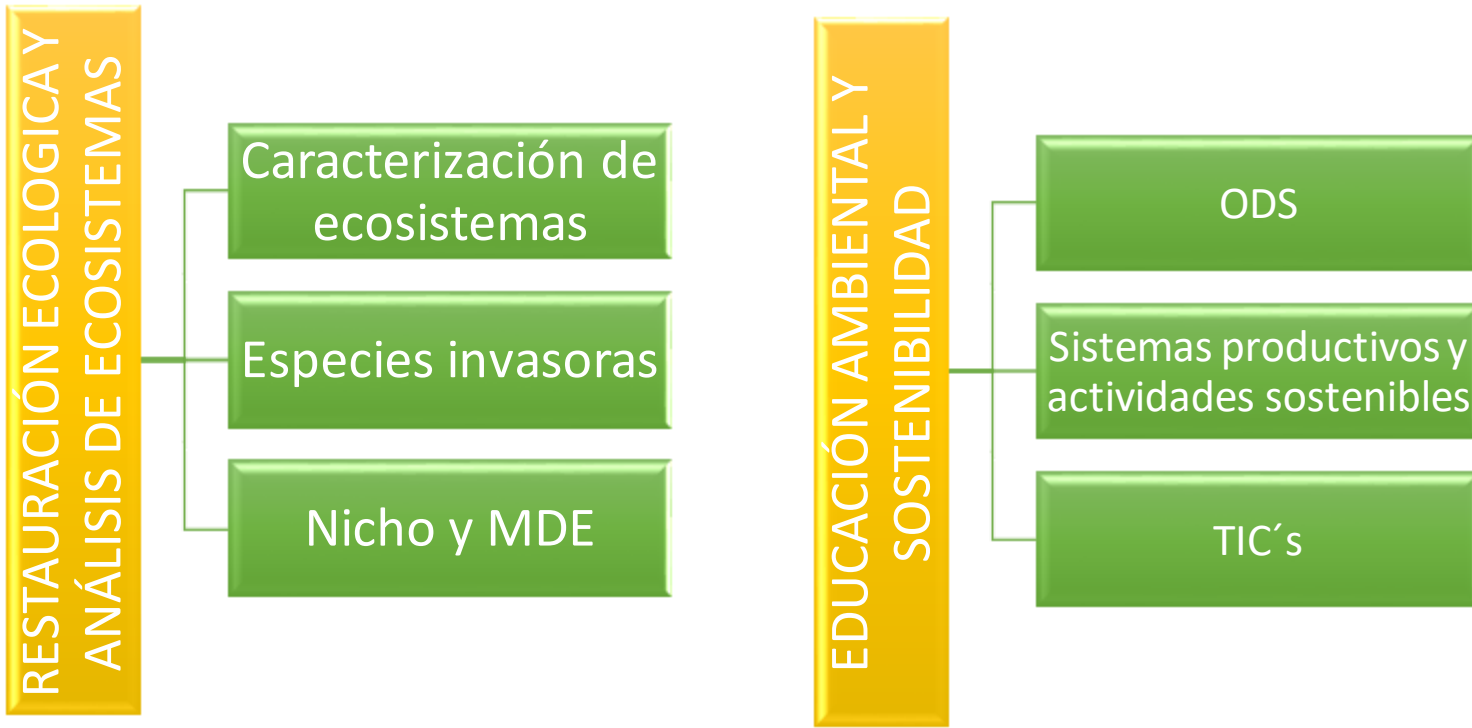 RESTAURACIÓN ECOLOGICA Y
ANÁLISIS DE ECOSISTEMAS
Caracterización de
ecosistemas
Especies invasoras
Nicho y MDE
EDUCACIÓN AMBIENTAL Y
SOSTENIBILIDAD
ODS
Sistemas productivos y
actividades sostenibles
TIC´s